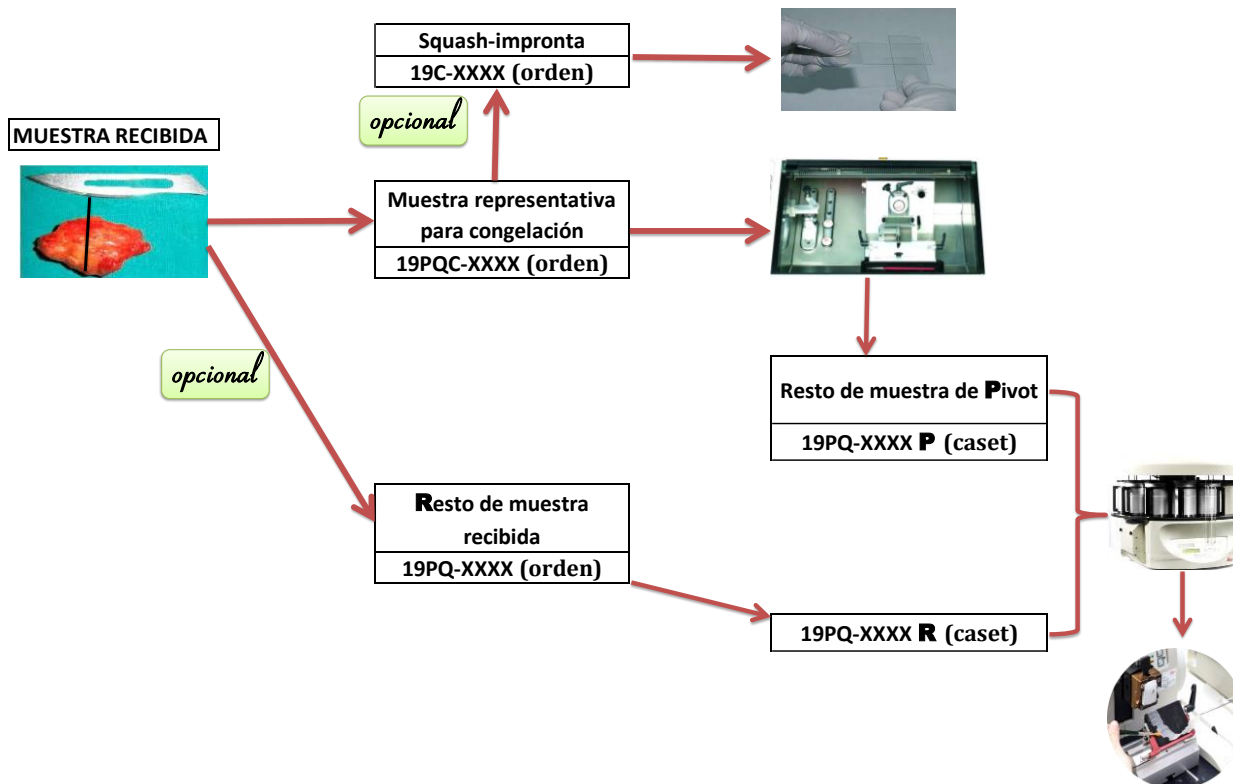 Squash-impronta
19C-XXXX (orden)
opcional
MUESTRA RECIBIDA
Muestra representativa
para congelación
19PQC-XXXX (orden)
opcional
Resto de muestra de Pivot
19PQ-XXXX P (caset)
Resto de muestra
recibida
19PQ-XXXX (orden)
19PQ-XXXX R (caset)